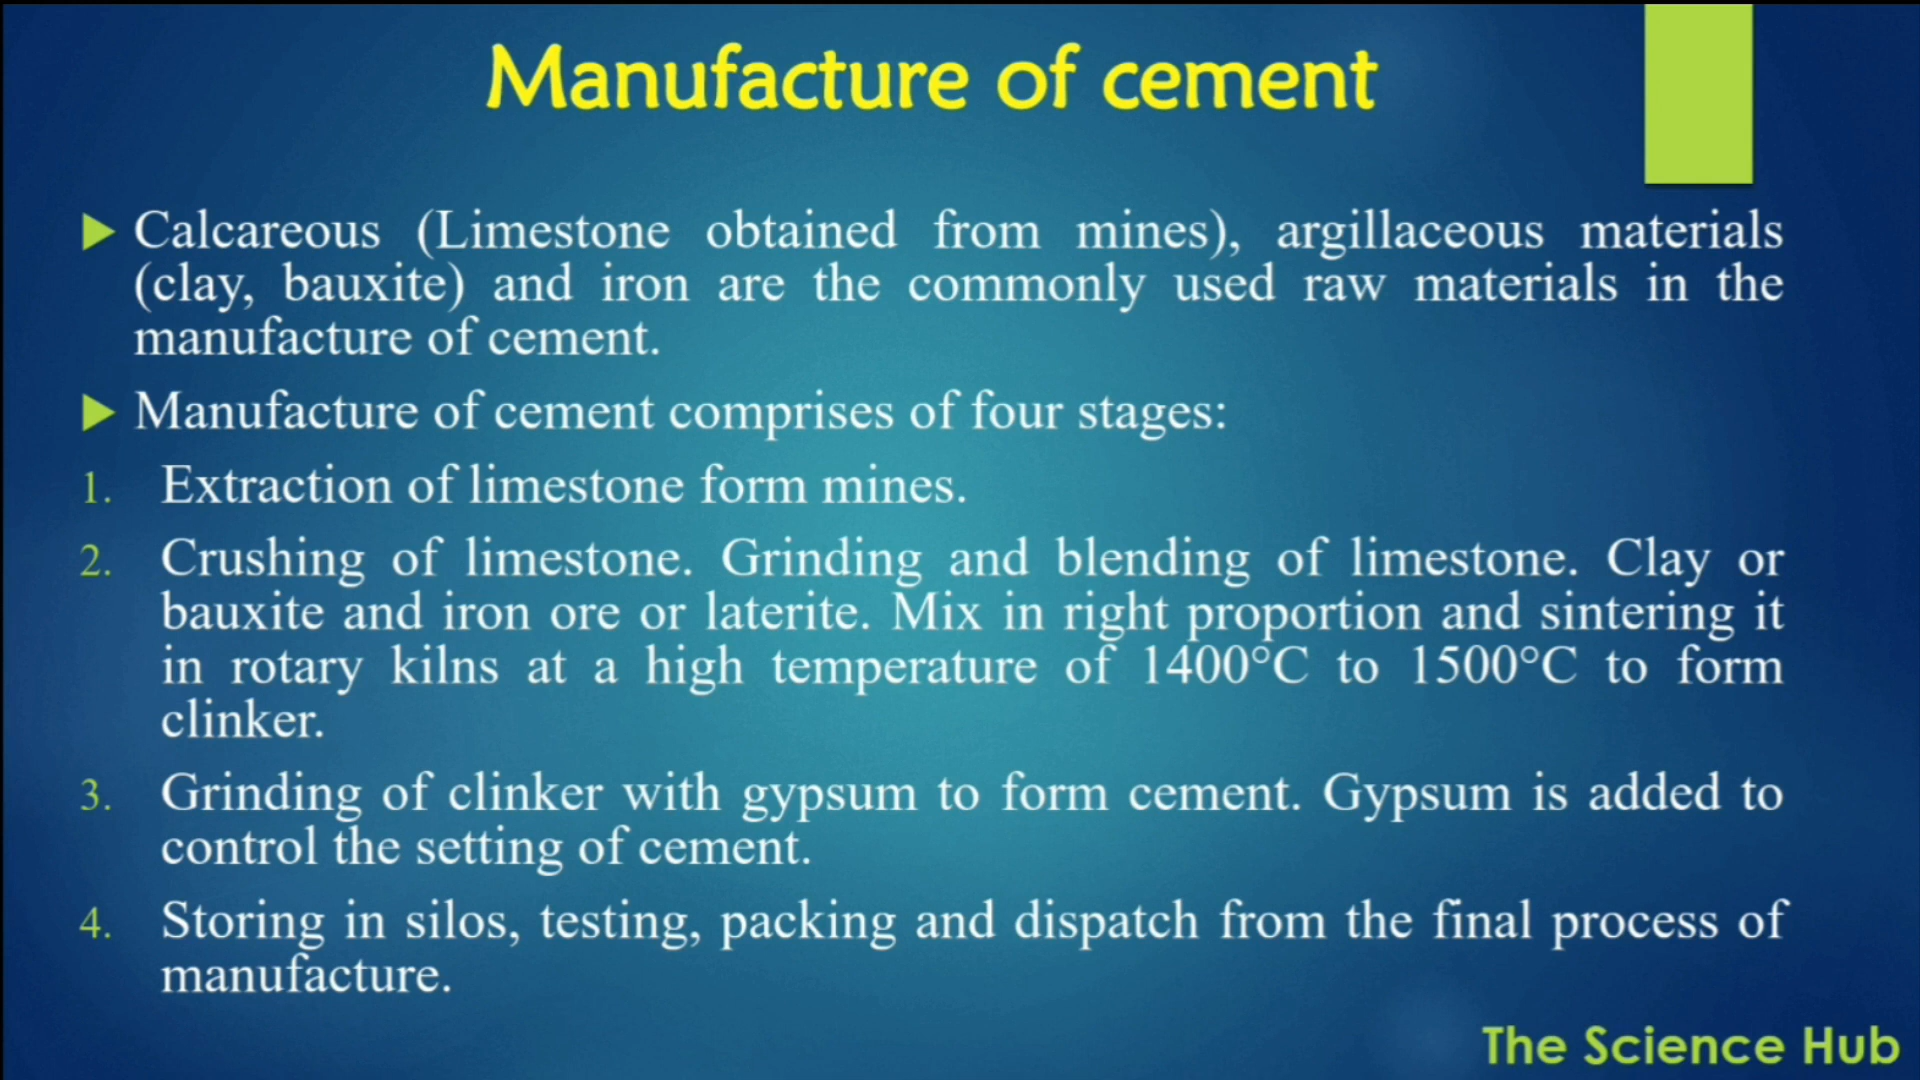 Manufacture of cement
Calcareous (Limestone obtained from mines), argillaceous materials
(clay, bauxite) and iron are the commonly used raw materials in the
manufacture of cement.
Manufacture of cement comprises of four stages:
1. Extraction of limestone form mines.
2. Crushing of limestone. Grinding and blending of limestone. Clay or
bauxite and iron ore or laterite. Mix in right proportion and sintering it
in rotary kilns at a high temperature of 1400°C to 1500°C to form
clinker.
3. Grinding of clinker with gypsum to form cement. Gypsum is added to
control the setting of cement.
4. Storing in silos, testing, packing and dispatch from the final process of
manufacture.
The Science Hub